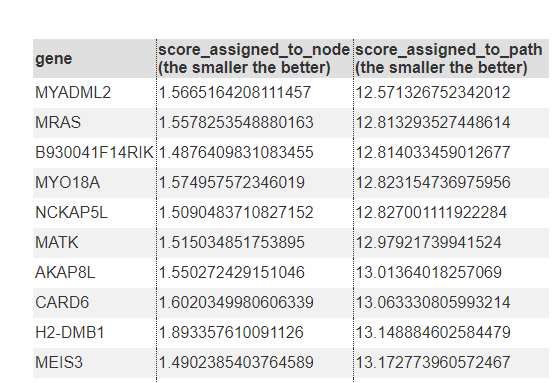 gene score_assigned_to_node score_assigned_to_path
(the smaller the better) (the smaller the better)
MYADML2 1.5665164208111457 12.571326752342012
MRAS 1.5578253548880163 12.813293527448614
B930041F14RIK 1.4876409831083455 12.814033459012677
MYO18A 1.574957572346019 12.823154736975956
NCKAP5L 1.5090483710827152 12.827001111922284
MATK 1.515034851753895 12.97921739941524
AKAP8L 1.550272429151046 13.01364018257069
CARD6 1.6020349980606339 13.063330805993214
H2-DMB1 1.893357610091126 13.148884602584479
MEIS3 1.4902385403764589 13.172773960572467